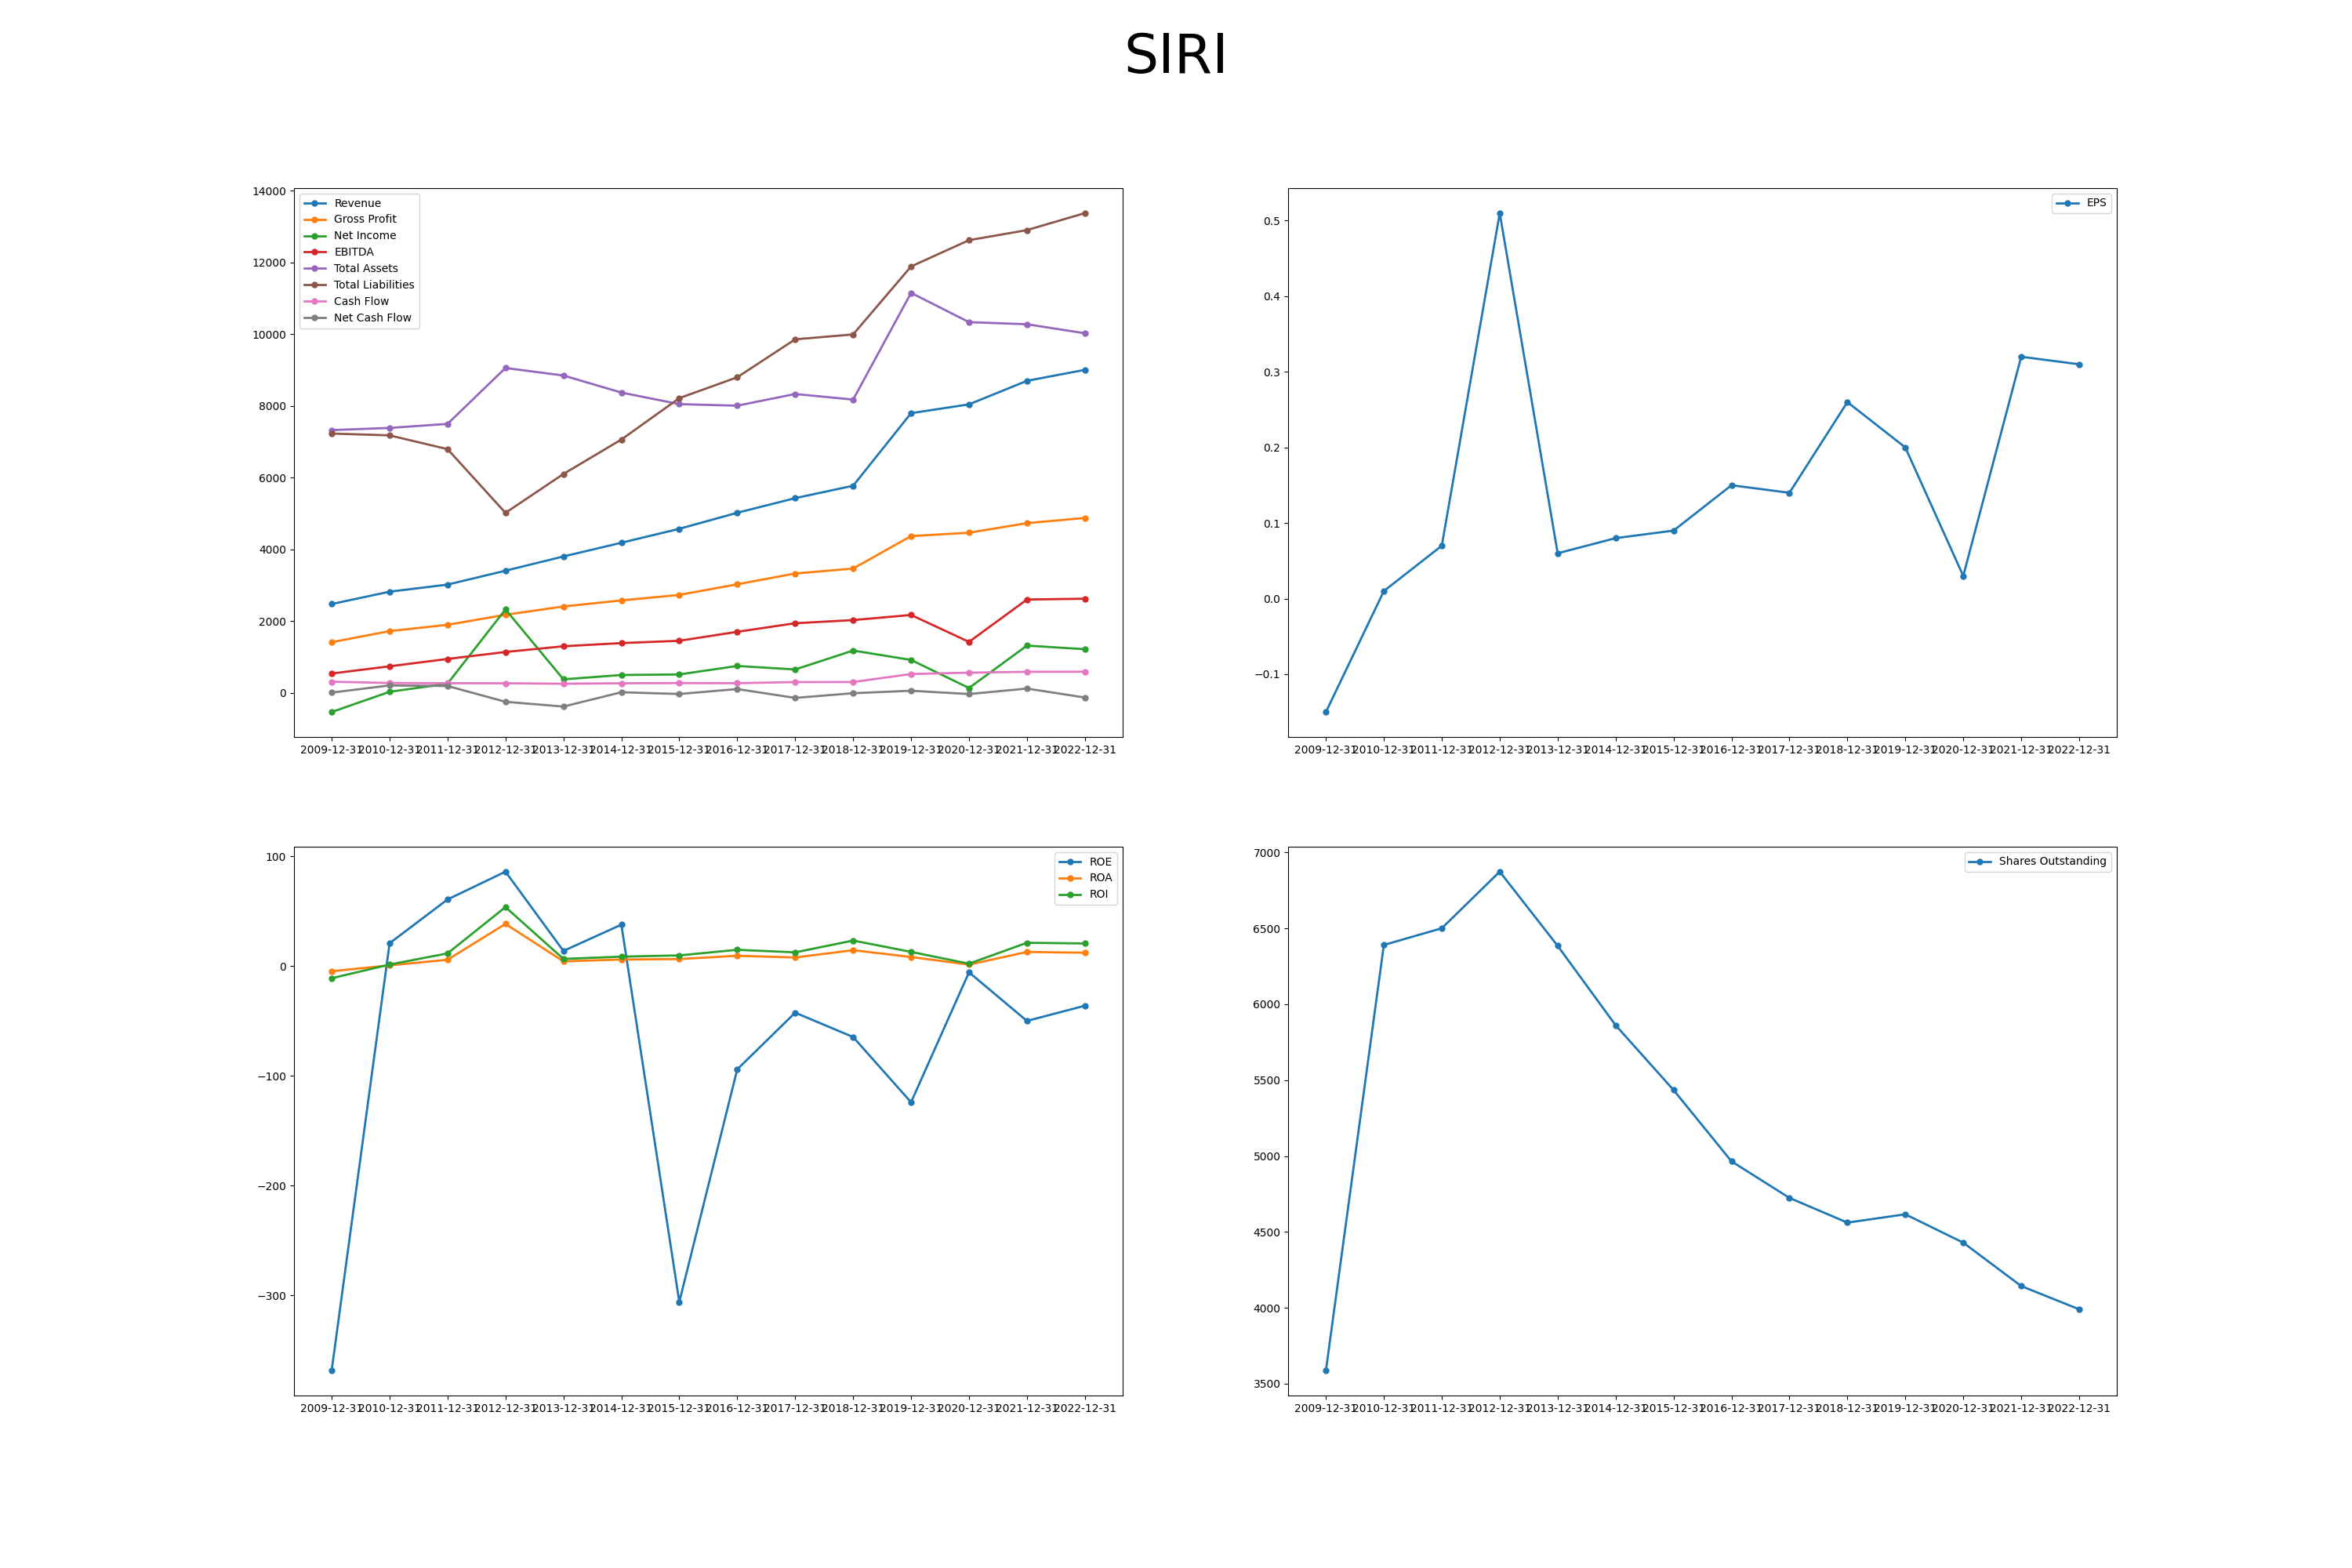 SIRI
14000
12000
10000
8000
6000
4000
2000
0
Revenue
Gross Profit
Net Income
EBITDA
Total Assets
Total Liabilities
Cash Flow
Net Cash Flow
2009-12-31 2010-12-31 2011-12-31 2012-12-31 2013-12-31 2014-12-31 2015-12-31 2016-12-31 2017-12-31 2018-12-31 2019-12-31 2020-12-31 2021-12-31 2022-12-31
0.5
0.4
0.3
0.2
0.1
0.0
−0.1
EPS
2009-12-31 2010-12-31 2011-12-31 2012-12-31 2013-12-31 2014-12-31 2015-12-31 2016-12-31 2017-12-31 2018-12-31 2019-12-31 2020-12-31 2021-12-31 2022-12-31
100
0
−100
−200
−300
ROE
ROA
ROI
2009-12-31 2010-12-31 2011-12-31 2012-12-31 2013-12-31 2014-12-31 2015-12-31 2016-12-31 2017-12-31 2018-12-31 2019-12-31 2020-12-31 2021-12-31 2022-12-31
7000
6500
6000
5500
5000
4500
4000
3500
Shares Outstanding
2009-12-31 2010-12-31 2011-12-31 2012-12-31 2013-12-31 2014-12-31 2015-12-31 2016-12-31 2017-12-31 2018-12-31 2019-12-31 2020-12-31 2021-12-31 2022-12-31